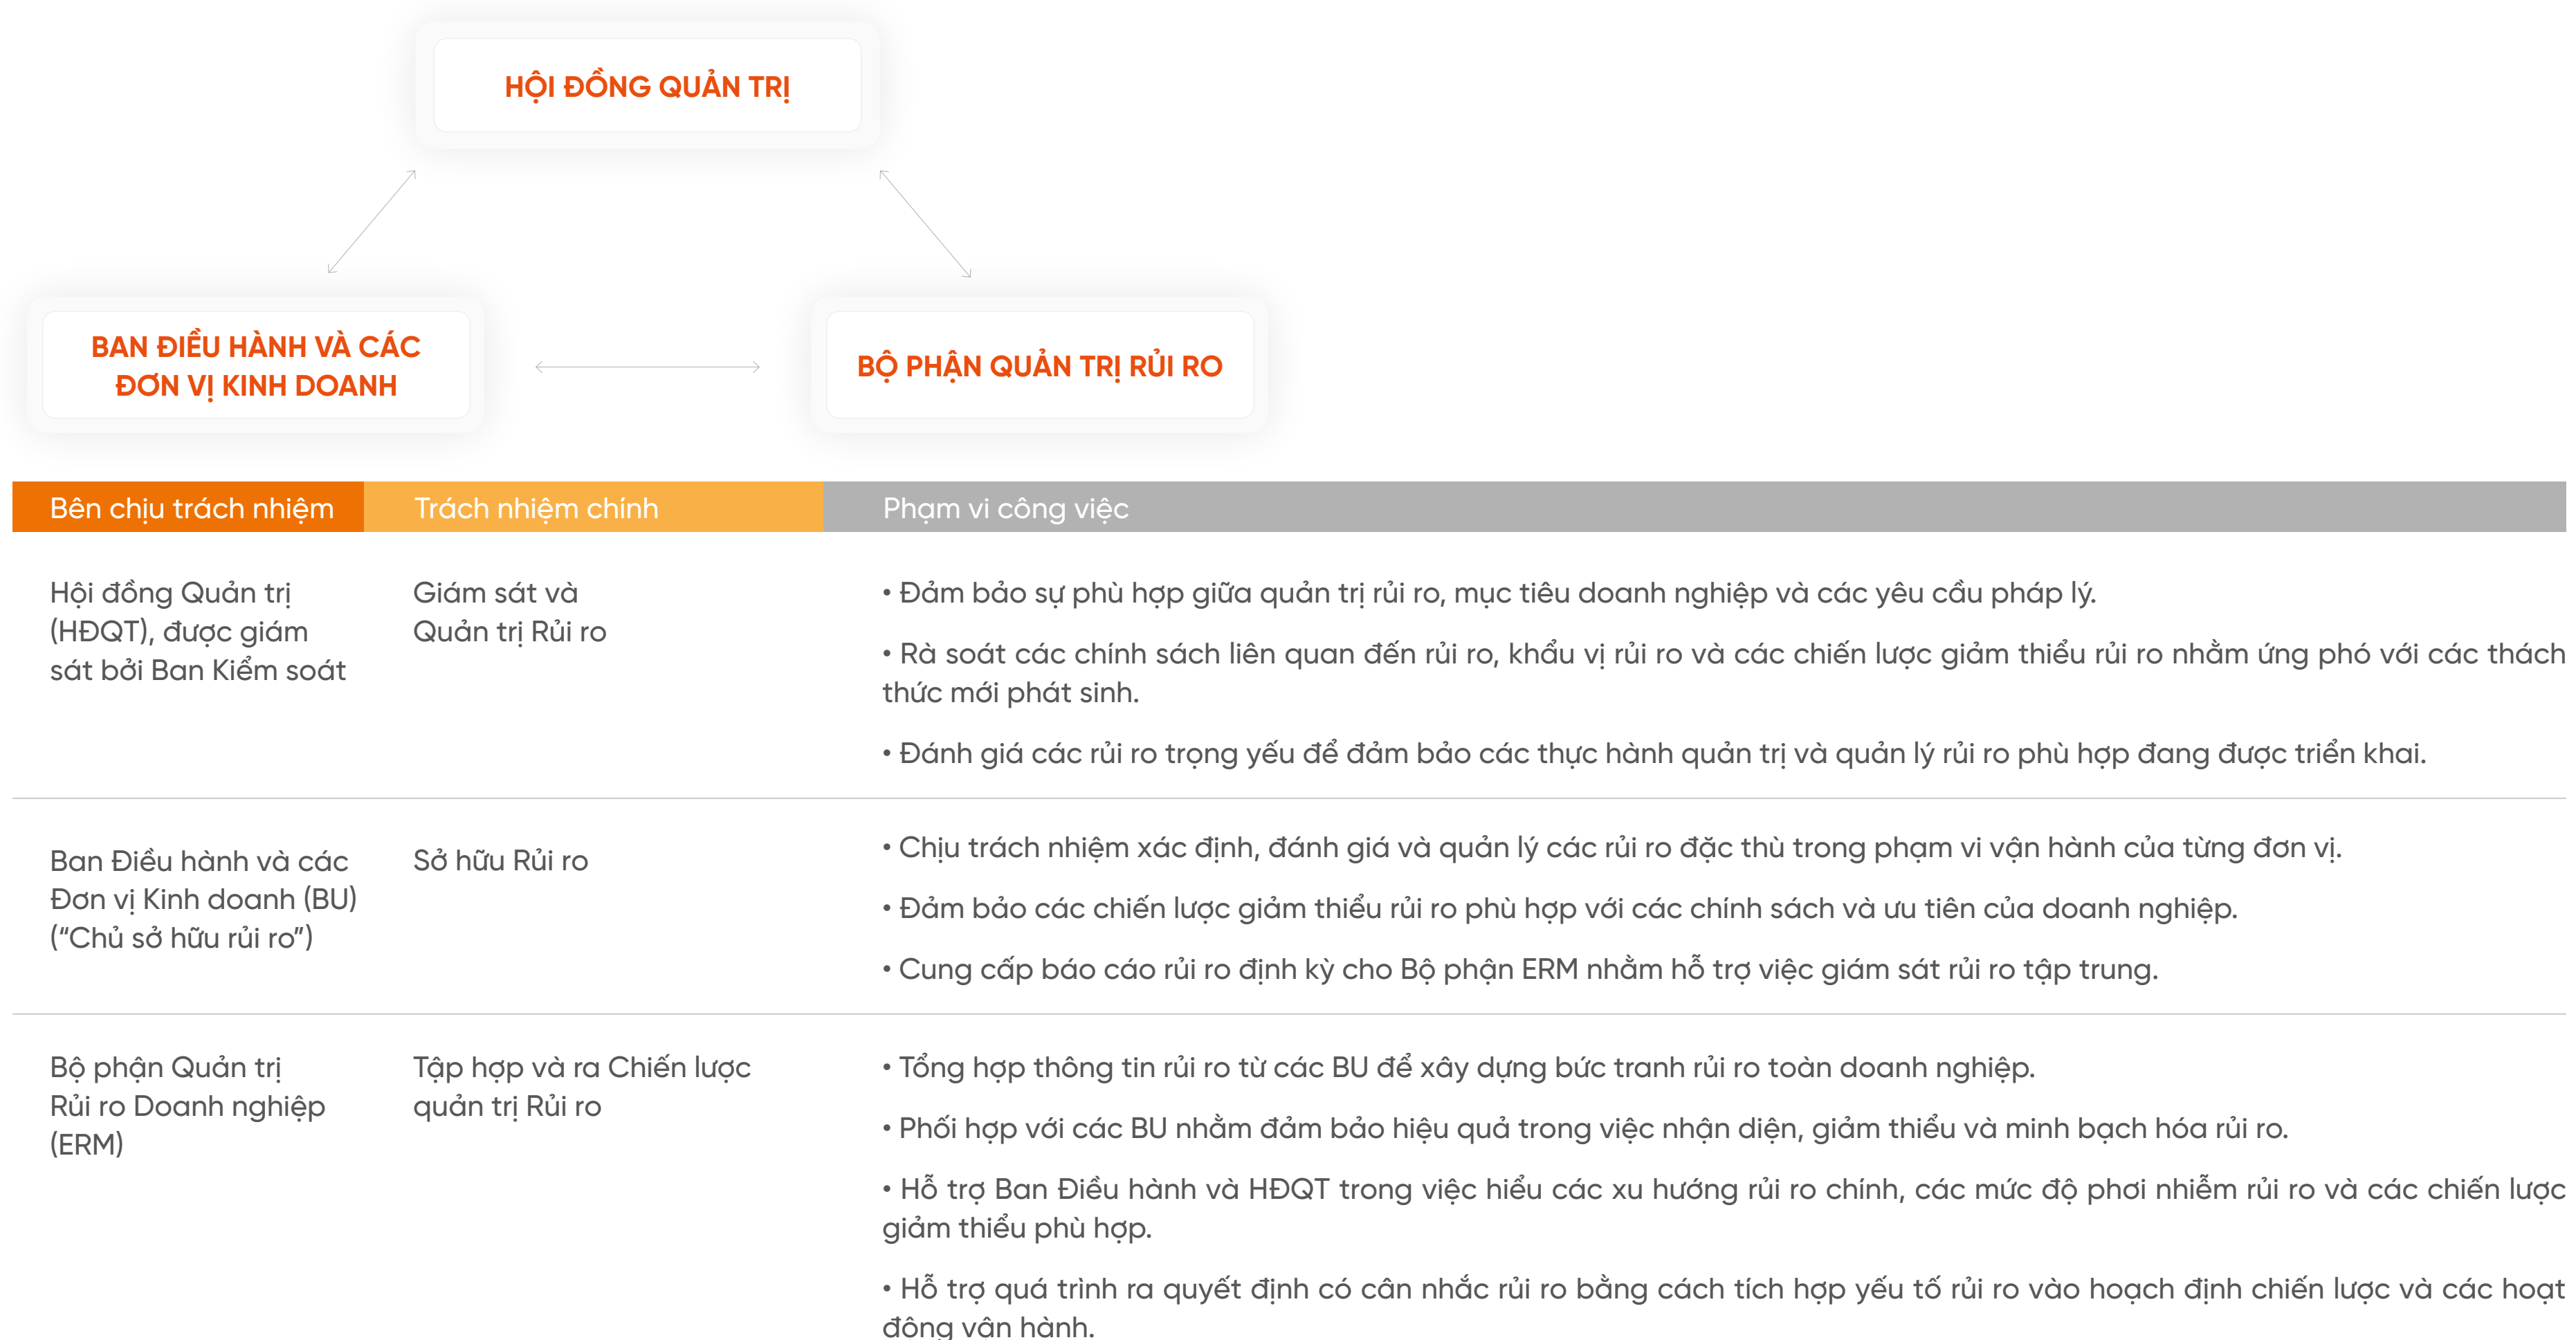 HỘI ĐỒNG QUẢN TRỊ
BAN ĐIỀU HÀNH VÀ CÁC
ĐƠN VỊ KINH DOANH
BỘ PHẬN QUẢN TRỊ RỦI RO
Bên chịu trách nhiệm
Trách nhiệm chính
Phạm vi công việc
Hội đồng Quản trị
(HĐQT), được giám
sát bởi Ban Kiểm soát
Giám sát và
Quản trị Rủi ro
• Đảm bảo sự phù hợp giữa quản trị rủi ro, mục tiêu doanh nghiệp và các yêu cầu pháp lý.
• Rà soát các chính sách liên quan đến rủi ro, khẩu vị rủi ro và các chiến lược giảm thiểu rủi ro nhằm ứng phó với các thách
thức mới phát sinh.
• Đánh giá các rủi ro trọng yếu để đảm bảo các thực hành quản trị và quản lý rủi ro phù hợp đang được triển khai.
Ban Điều hành và các
Đơn vị Kinh doanh (BU)
(“Chủ sở hữu rủi ro”)
Sở hữu Rủi ro
• Chịu trách nhiệm xác định, đánh giá và quản lý các rủi ro đặc thù trong phạm vi vận hành của từng đơn vị.
• Đảm bảo các chiến lược giảm thiểu rủi ro phù hợp với các chính sách và ưu tiên của doanh nghiệp.
• Cung cấp báo cáo rủi ro định kỳ cho Bộ phận ERM nhằm hỗ trợ việc giám sát rủi ro tập trung.
Bộ phận Quản trị
Rủi ro Doanh nghiệp
(ERM)
Tập hợp và ra Chiến lược
quản trị Rủi ro
• Tổng hợp thông tin rủi ro từ các BU để xây dựng bức tranh rủi ro toàn doanh nghiệp.
• Phối hợp với các BU nhằm đảm bảo hiệu quả trong việc nhận diện, giảm thiểu và minh bạch hóa rủi ro.
• Hỗ trợ Ban Điều hành và HĐQT trong việc hiểu các xu hướng rủi ro chính, các mức độ phơi nhiễm rủi ro và các chiến lược
giảm thiểu phù hợp.
• Hỗ trợ quá trình ra quyết định có cân nhắc rủi ro bằng cách tích hợp yếu tố rủi ro vào hoạch định chiến lược và các hoạt
động vận hành.